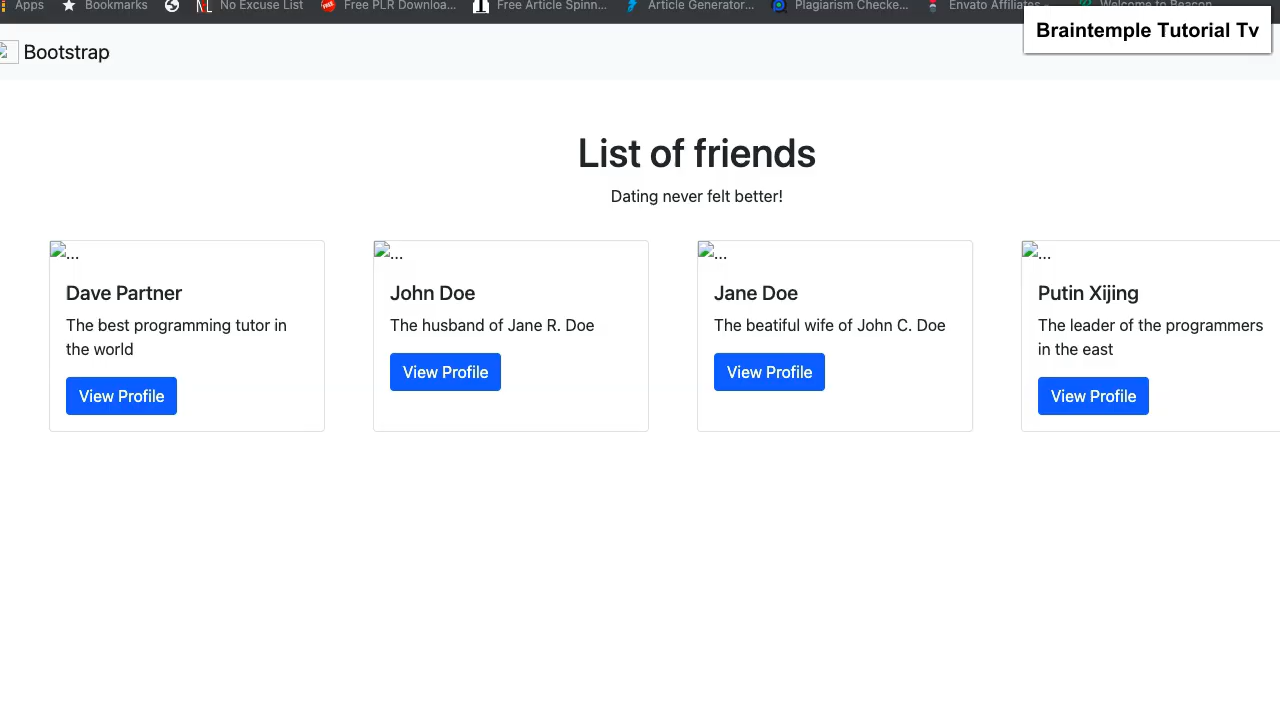 Apps Bookmarks No Excuse List Free PLR Downloa... Free Article Spinn... Article Generator... Plagiarism Checke... Envato Affiliates – Welcome to Beacon
Braintemple Tutorial Tv
Bootstrap
List of friends
Dating never felt better!
...
Dave Partner
The best programming tutor in
the world
View Profile
...
John Doe
The husband of Jane R. Doe
View Profile
...
Jane Doe
The beatiful wife of John C. Doe
View Profile
...
Putin Xijing
The leader of the programmers
in the east
View Profile